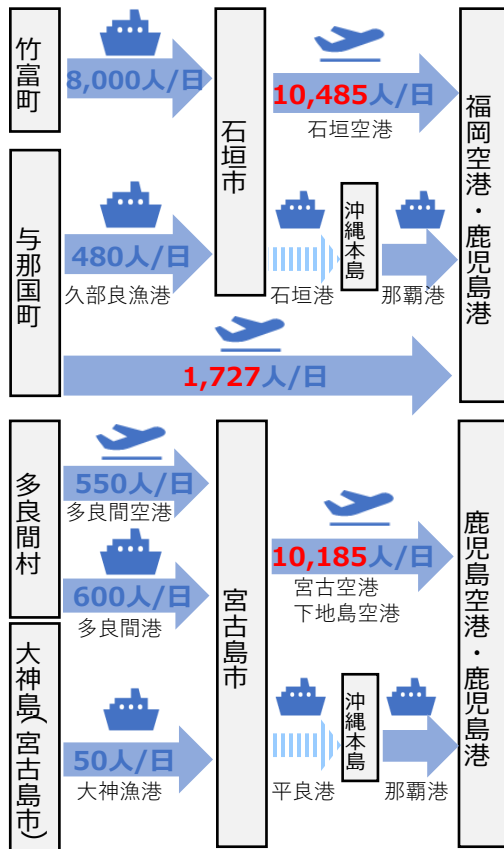 竹富町
8,000人/日
石垣市
10,485人/日
石垣空港
福岡空港・鹿児島港
与那国町
480人/日
久部良漁港
石垣港
沖縄本島
那覇港
1,727人/日
多良間村
550人/日
多良間空港
600人/日
多良間港
宮古島市
10,185人/日
宮古空港
下地島空港
鹿児島空港・鹿児島港
大神島(宮古島市)
50人/日
大神漁港
平良港
沖縄本島
那覇港